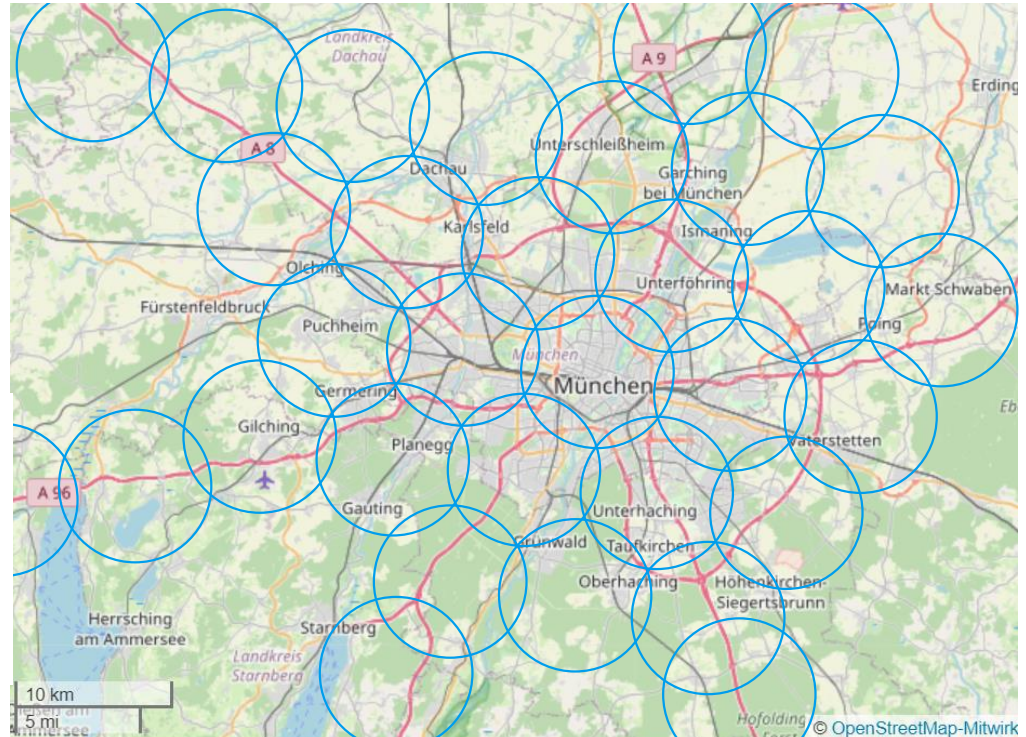 Landkreis
Dachau
A 9
Erding
Unterschleißheim
A 8
Dachau
Garching
bei München
Karlsfeld
Ismaning
Olching
Unterföhring
Markt Schwaben
Fürstenfeldbruck
Puchheim
Poing
München
München
Germering
Gilching
Planegg
Vaterstetten
A 96
Gauting
Unterhaching
Grünwald
Taufkirchen
Oberhaching
Höhenkirchen-
Siegertsbrunn
Herrsching
am Ammersee
Starnberg
Landkreis
Starnberg
10 km
5 mi
Hofolding
© OpenStreetMap-Mitwirk